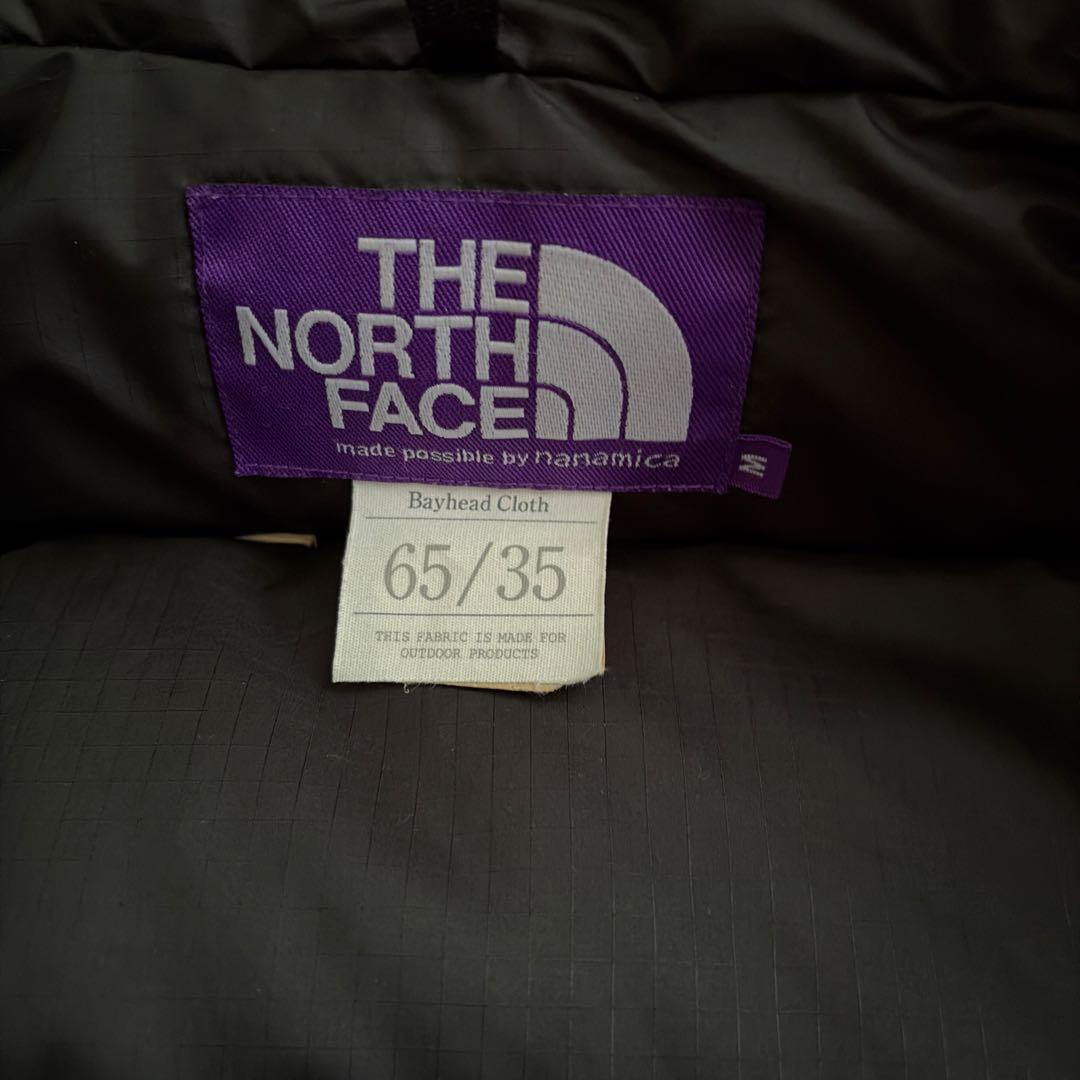 THE
NORTH
FACE
made possible by nanamica
M
Bayhead Cloth
65/35
THIS FABRIC IS MADE FOR
OUTDOOR PRODUCTS